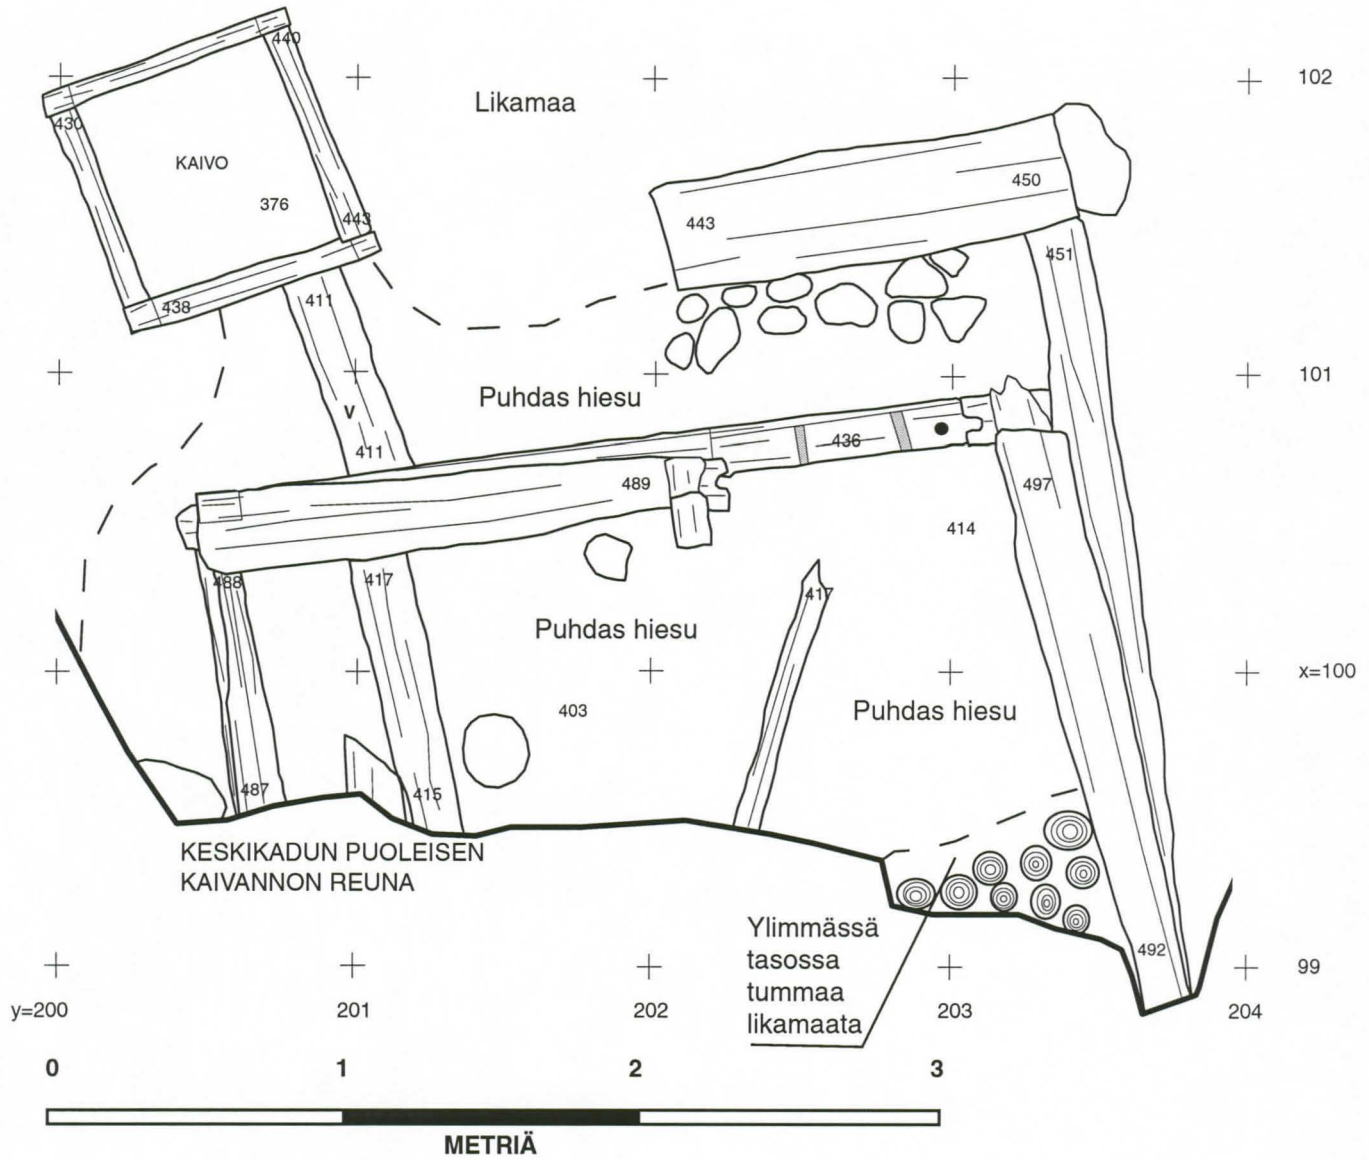 440
102
Likamaa
430
KAIVO
450
376
443
443
451
438
411
101
Puhdas hiesu
v
411
436
489
497
414
488
417
417
Puhdas hiesu
x=100
403
Puhdas hiesu
487
415
KESKIKADUN PUOLEISEN
KAIVANNON REUNA
Ylimmässä
tasossa
tummaa
likamaata
492
99
y=200
201
202
203
204
0
1
2
3
METRIÄ